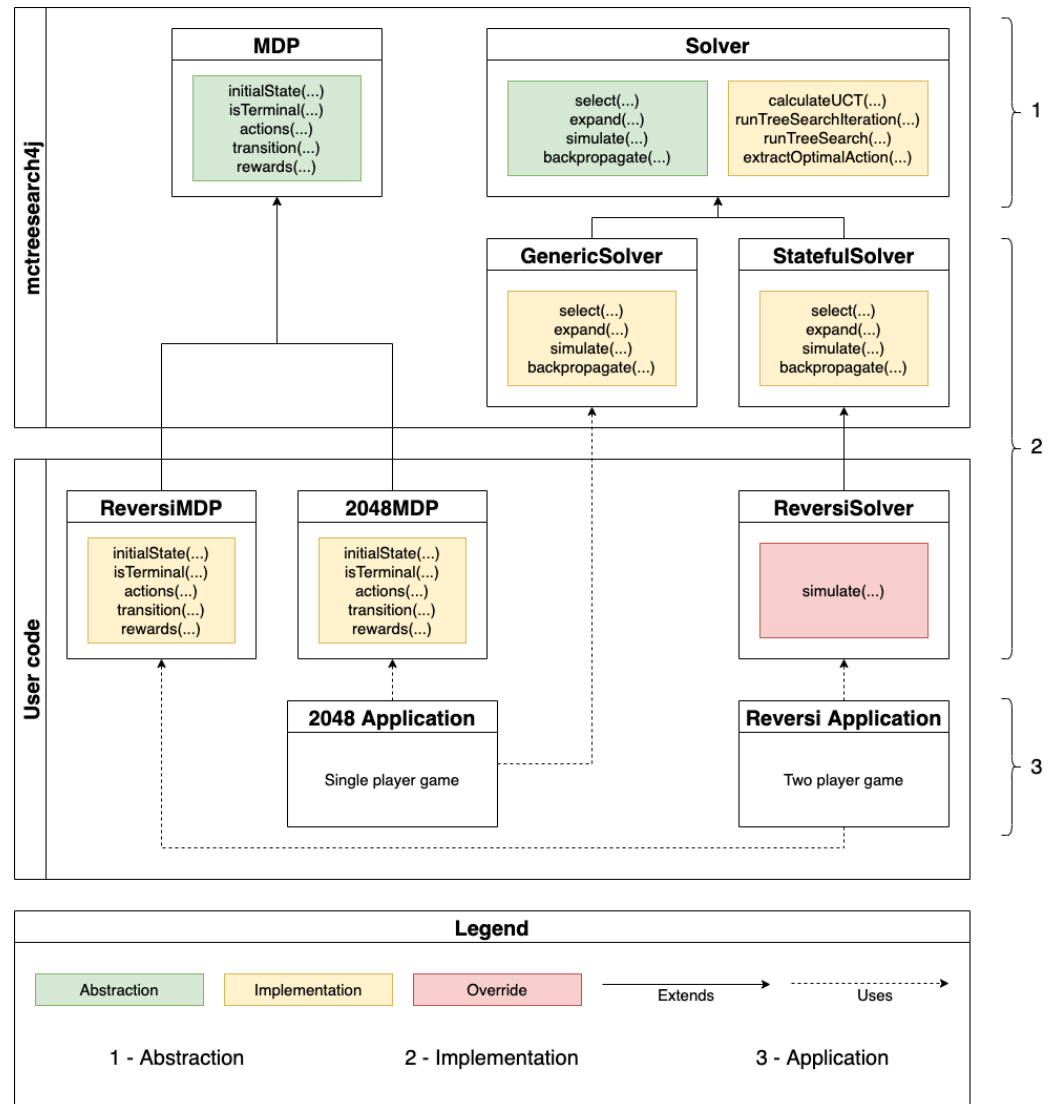 mctreesearch4j
MDP
initialState(...)
isTerminal(...)
actions(...)
transition(...)
rewards(...)
Solver
select(...)
expand(...)
simulate(...)
backpropagate(...)
calculateUCT(...)
runTreeSearchIteration(...)
runTreeSearch(...)
extractOptimalAction(...)
1
GenericSolver
select(...)
expand(...)
simulate(...)
backpropagate(...)
StatefulSolver
select(...)
expand(...)
simulate(...)
backpropagate(...)
2
User code
ReversiMDP
initialState(...)
isTerminal(...)
actions(...)
transition(...)
rewards(...)
2048MDP
initialState(...)
isTerminal(...)
actions(...)
transition(...)
rewards(...)
ReversiSolver
simulate(...)
2048 Application
Single player game
Reversi Application
Two player game
3
Legend
Abstraction
Implementation
Override
Extends
Uses
1 - Abstraction
2 - Implementation
3 - Application